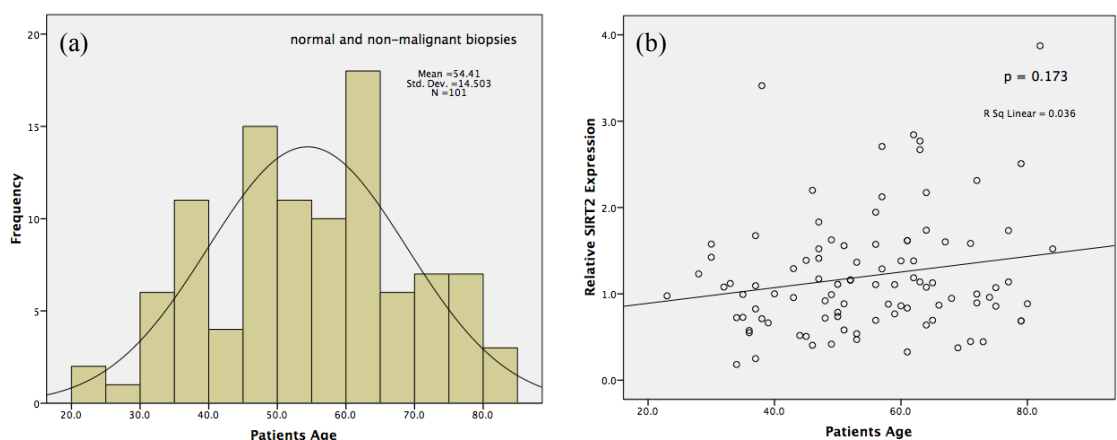 (a)
normal and non-malignant biopsies
Mean =54.41
Std. Dev. =14.503
N =101
Frequency
20
15
10
5
0
20.0 30.0 40.0 50.0 60.0 70.0 80.0
Patients Age
(b)
p = 0.173
R Sq Linear = 0.036
Relative SIRT2 Expression
4.0
3.0
2.0
1.0
0.0
20.0 40.0 60.0 80.0
Patients Age